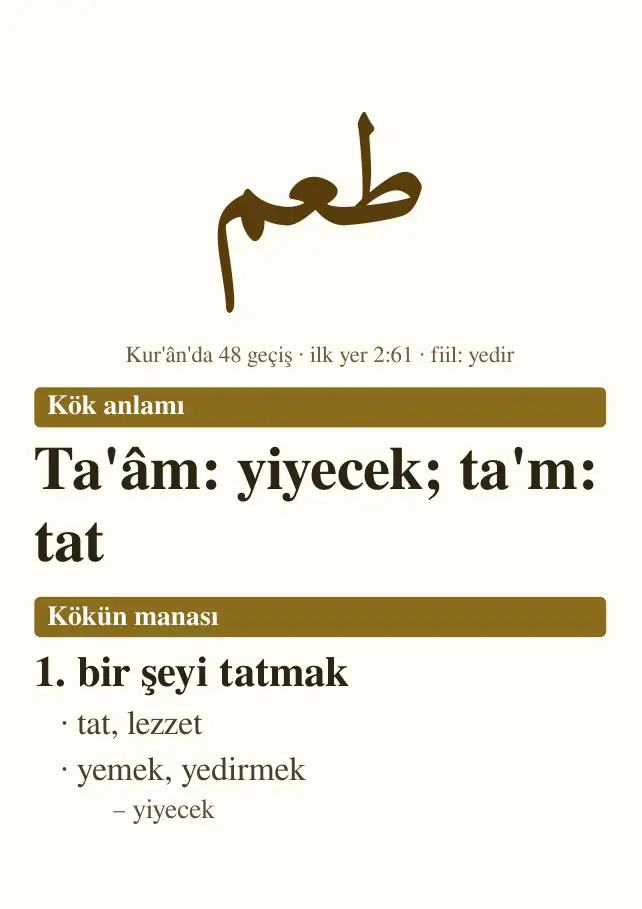 طعم
Kur'ân'da 48 geçiş · ilk yer 2:61 · fiil: yedir
Kök anlamı
Ta'âm: yiyecek; ta'm:
tat
Kökün manası
1. bir şeyi tatmak
· tat, lezzet
· yemek, yedirmek
– yiyecek